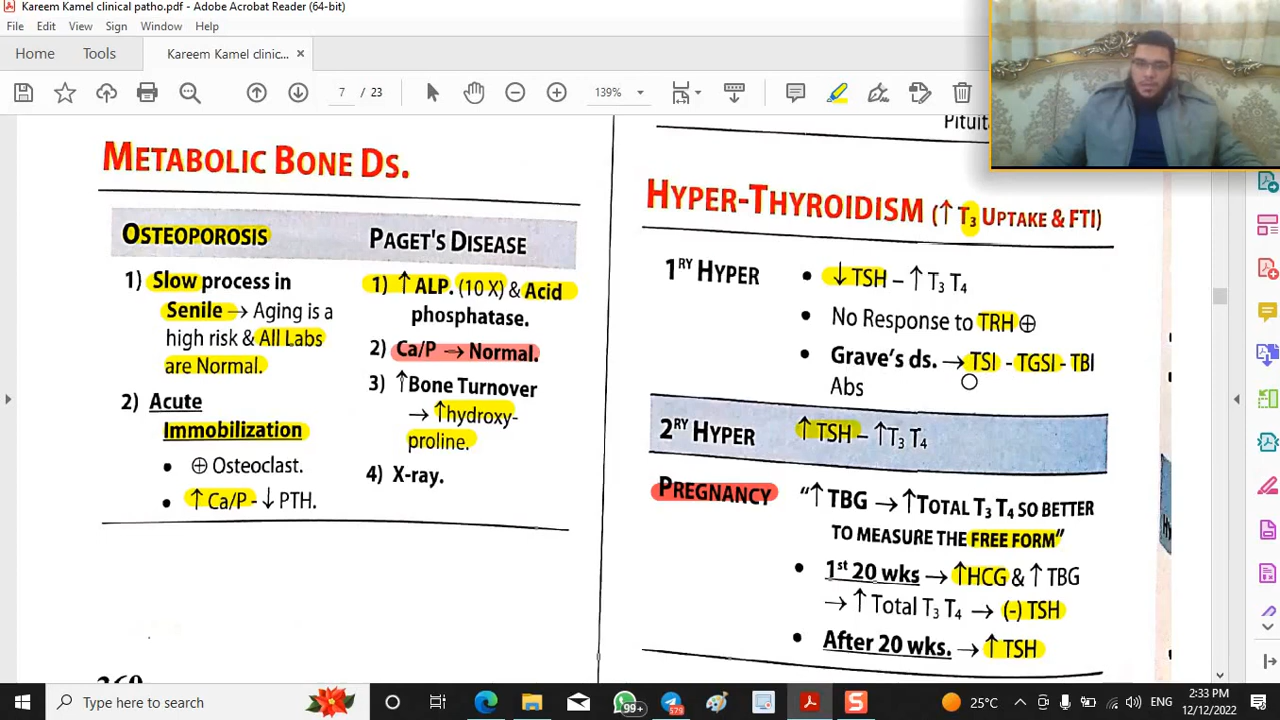 Kareem Kamel clinical patho.pdf - Adobe Acrobat Reader (64-bit)
File Edit View Sign Window Help
Home Tools Kareem Kamel clinic... ×
7 / 23 139%
METABOLIC BONE DS.
OSTEOPOROSIS
1) Slow process in
Senile → Aging is a
high risk & All Labs
are Normal.
2) Acute
Immobilization
• ⊕ Osteoclast.
• ↑ Ca/P - ↓ PTH.
PAGET'S DISEASE
1) ↑ ALP. (10 X) & Acid
phosphatase.
2) Ca/P → Normal.
3) ↑ Bone Turnover
→ ↑hydroxy-
proline.
4) X-ray.
HYPER-THYROIDISM (↑ T3 UPTAKE & FTI)
1RY HYPER
• ↓ TSH – ↑ T3 T4
• No Response to TRH ⊕
• Grave's ds. → TSI - TGSI - TBI
Abs
2RY HYPER ↑ TSH – ↑T3 T4
PREGNANCY "↑ TBG → ↑TOTAL T3 T4 SO BETTER
TO MEASURE THE FREE FORM"
• 1st 20 wks → ↑HCG & ↑ TBG
→ ↑ Total T3 T4 → (-) TSH
• After 20 wks. → ↑ TSH
Type here to search
99+
579
25°C
ENG
2:33 PM
12/12/2022